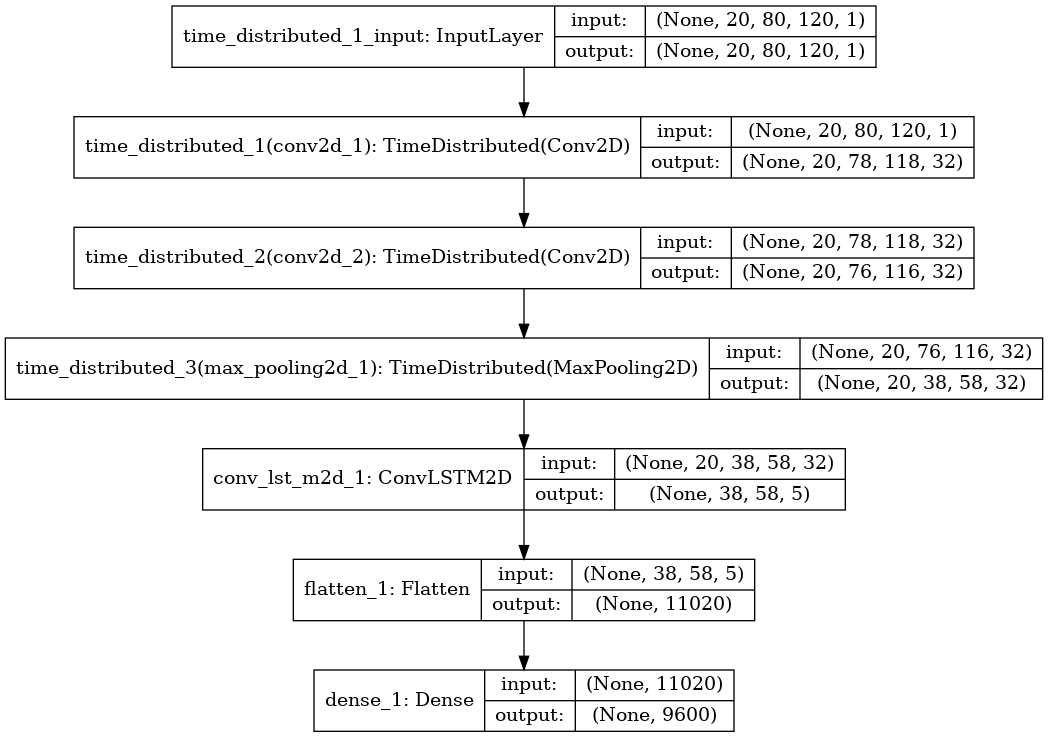 time_distributed_1_input: InputLayer
input: (None, 20, 80, 120, 1)
output: (None, 20, 80, 120, 1)
time_distributed_1(conv2d_1): TimeDistributed(Conv2D)
input: (None, 20, 80, 120, 1)
output: (None, 20, 78, 118, 32)
time_distributed_2(conv2d_2): TimeDistributed(Conv2D)
input: (None, 20, 78, 118, 32)
output: (None, 20, 76, 116, 32)
time_distributed_3(max_pooling2d_1): TimeDistributed(MaxPooling2D)
input: (None, 20, 76, 116, 32)
output: (None, 20, 38, 58, 32)
conv_lst_m2d_1: ConvLSTM2D
input: (None, 20, 38, 58, 32)
output: (None, 38, 58, 5)
flatten_1: Flatten
input: (None, 38, 58, 5)
output: (None, 11020)
dense_1: Dense
input: (None, 11020)
output: (None, 9600)